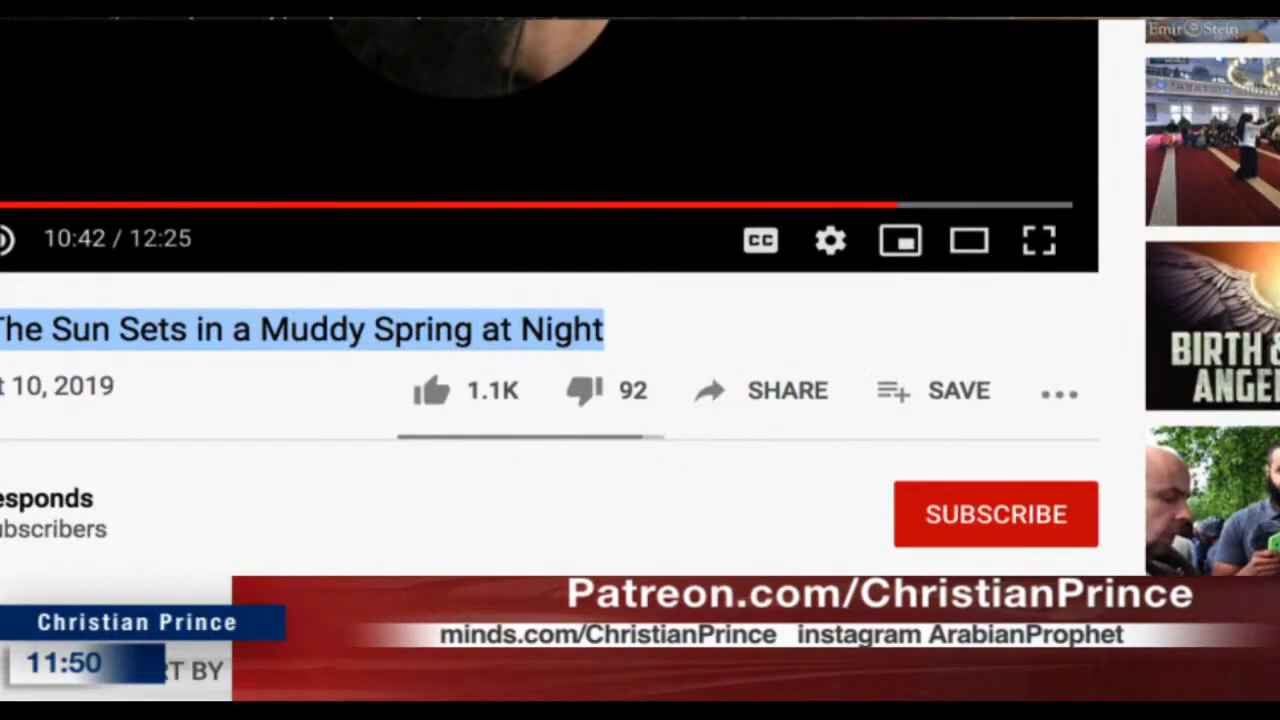 Emir Stein
10:42 / 12:25
CC
The Sun Sets in a Muddy Spring at Night
t 10, 2019
1.1K
92
SHARE
SAVE
BIRTH &
ANGE
esponds
ubscribers
SUBSCRIBE
Patreon.com/ChristianPrince
Christian Prince
minds.com/ChristianPrince instagram ArabianProphet
11:50
RT BY